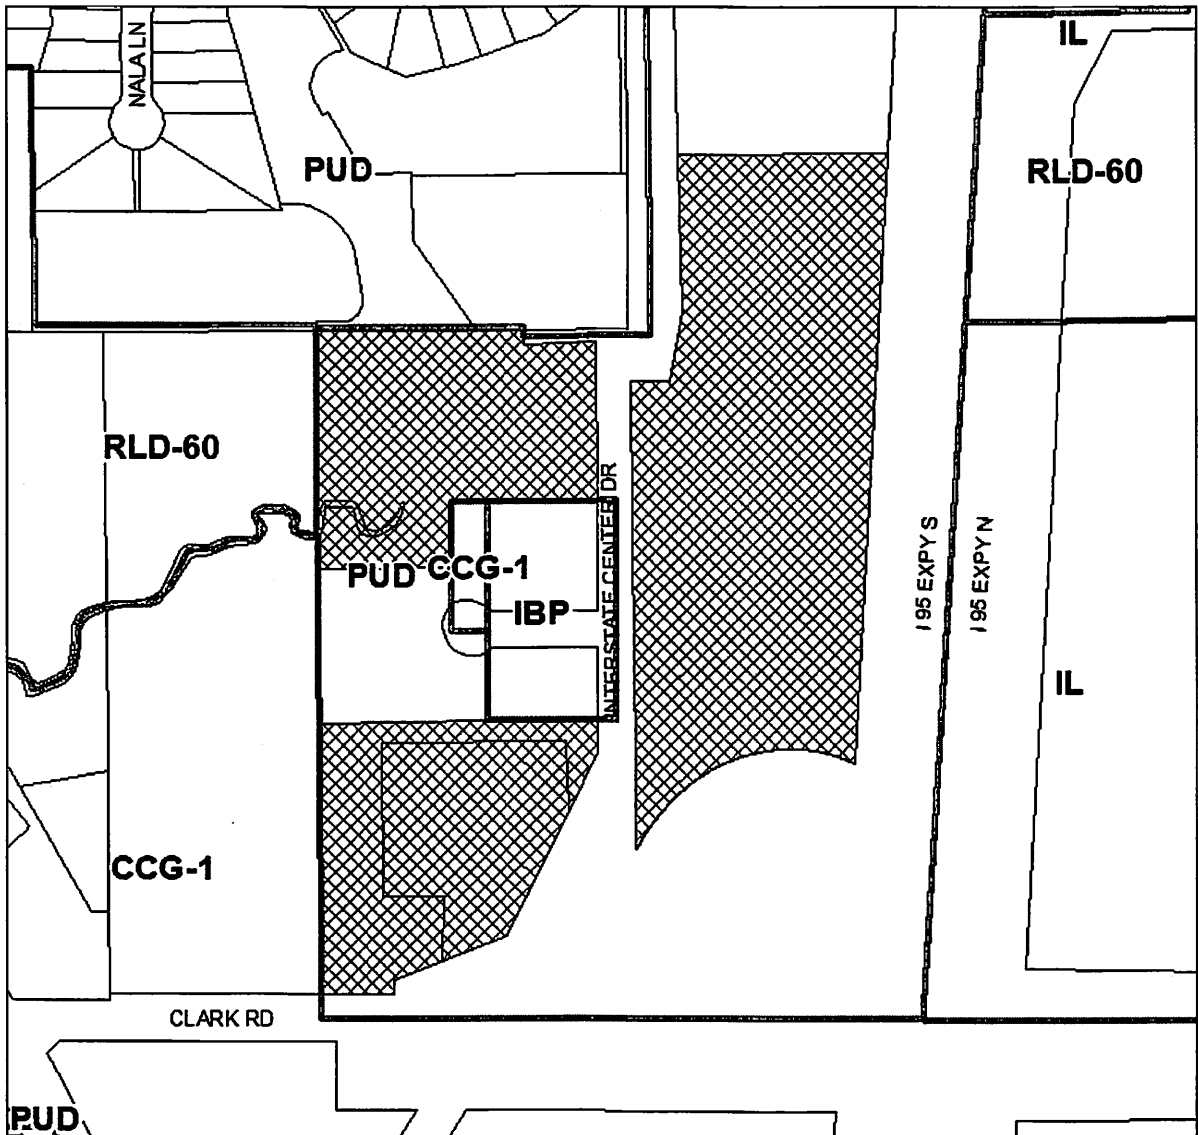 NALA LN
IL
PUD
RLD-60
RLD-60
INTERSTATE CENTER DR
I 95 EXPY S
I 95 EXPY N
PUD
CCG-1
IBP
IL
CCG-1
CLARK RD
PUD